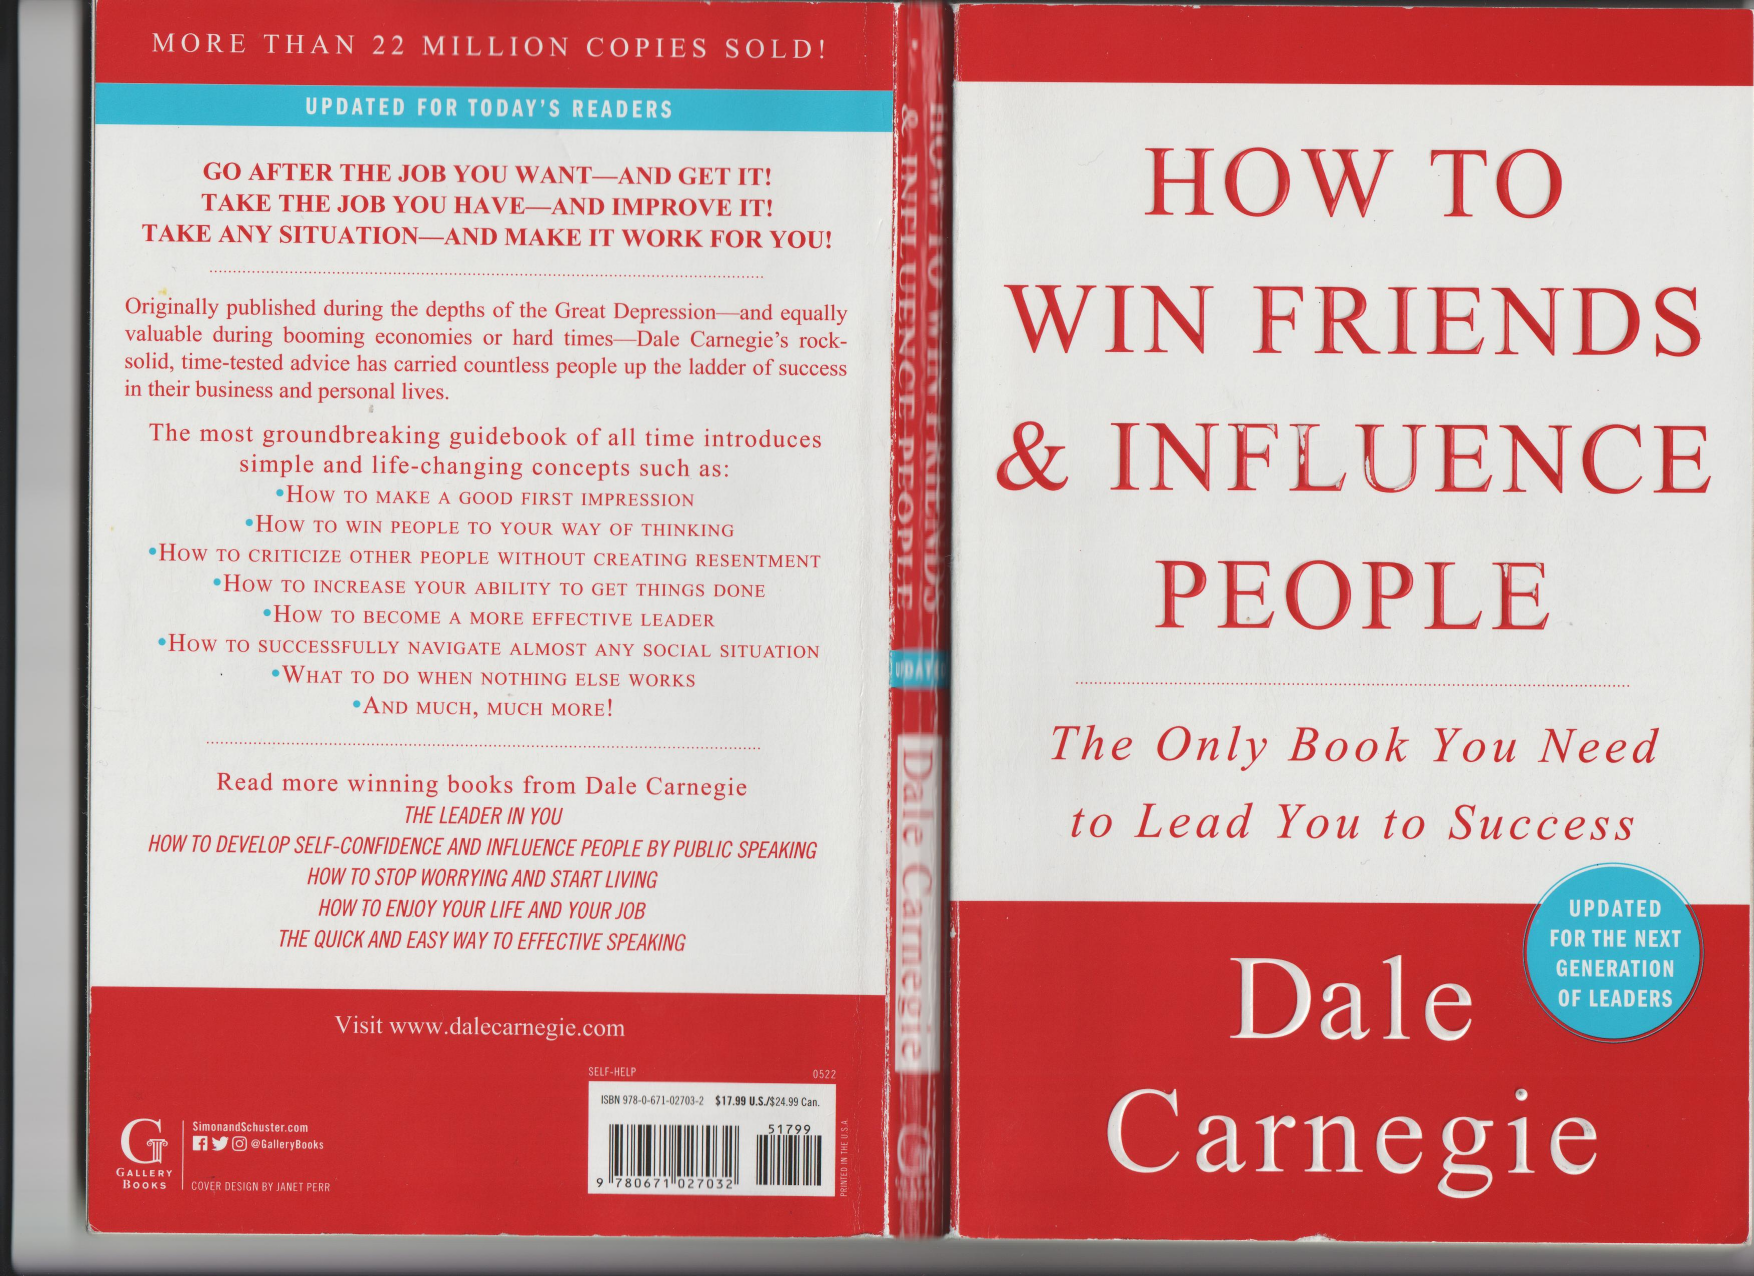 MORE THAN 22 MILLION COPIES SOLD!
UPDATED FOR TODAY'S READERS
GO AFTER THE JOB YOU WANT—AND GET IT!
TAKE THE JOB YOU HAVE—AND IMPROVE IT!
TAKE ANY SITUATION—AND MAKE IT WORK FOR YOU!
Originally published during the depths of the Great Depression—and equally
valuable during booming economies or hard times—Dale Carnegie's rock-
solid, time-tested advice has carried countless people up the ladder of success
in their business and personal lives.
The most groundbreaking guidebook of all time introduces
simple and life-changing concepts such as:
•HOW TO MAKE A GOOD FIRST IMPRESSION
•HOW TO WIN PEOPLE TO YOUR WAY OF THINKING
•HOW TO CRITICIZE OTHER PEOPLE WITHOUT CREATING RESENTMENT
•HOW TO INCREASE YOUR ABILITY TO GET THINGS DONE
•HOW TO BECOME A MORE EFFECTIVE LEADER
•HOW TO SUCCESSFULLY NAVIGATE ALMOST ANY SOCIAL SITUATION
•WHAT TO DO WHEN NOTHING ELSE WORKS
•AND MUCH, MUCH MORE!
Read more winning books from Dale Carnegie
THE LEADER IN YOU
HOW TO DEVELOP SELF-CONFIDENCE AND INFLUENCE PEOPLE BY PUBLIC SPEAKING
HOW TO STOP WORRYING AND START LIVING
HOW TO ENJOY YOUR LIFE AND YOUR JOB
THE QUICK AND EASY WAY TO EFFECTIVE SPEAKING
Visit www.dalecarnegie.com
SELF-HELP 0522
ISBN 978-0-671-02703-2 $17.99 U.S./$24.99 Can.
51799
9 780671 027032
PRINTED IN THE U.S.A.
G
GALLERY
BOOKS
SimonandSchuster.com
@GalleryBooks
COVER DESIGN BY JANET PERR
HOW TO WIN FRIENDS
& INFLUENCE PEOPLE
UPDATED
Dale Carnegie
G
HOW TO
WIN FRIENDS
& INFLUENCE
PEOPLE
The Only Book You Need
to Lead You to Success
UPDATED
FOR THE NEXT
GENERATION
OF LEADERS
Dale
Carnegie